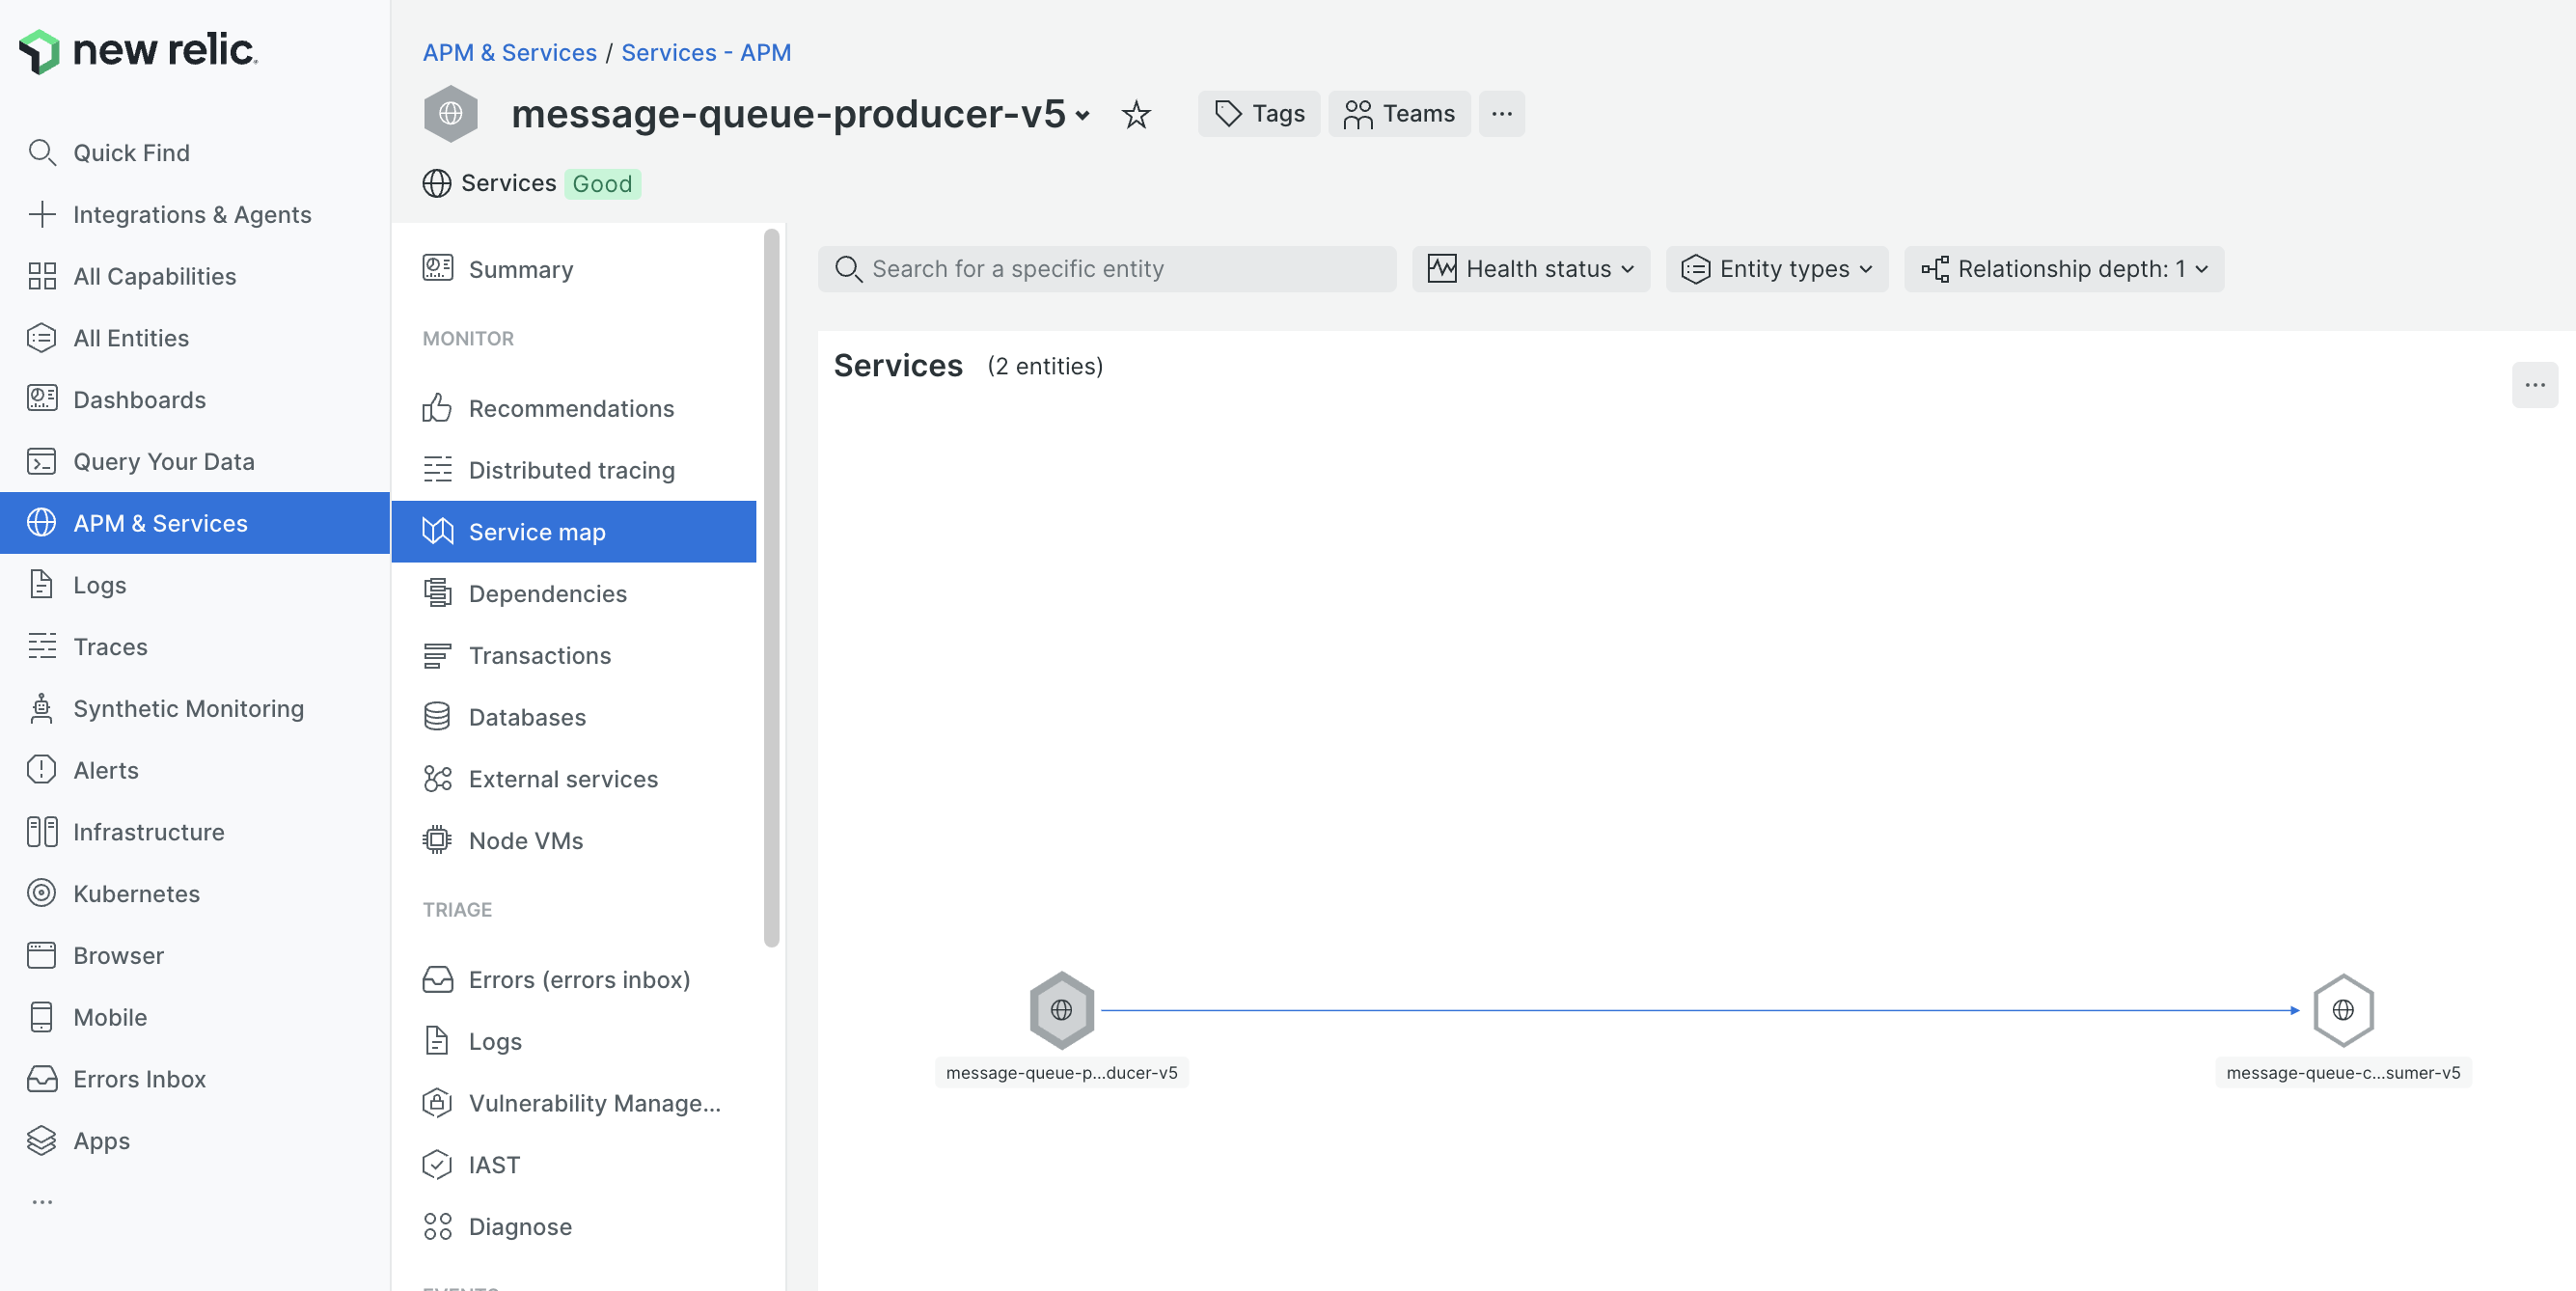 new relic
Quick Find
Integrations & Agents
All Capabilities
All Entities
Dashboards
Query Your Data
APM & Services
Logs
Traces
Synthetic Monitoring
Alerts
Infrastructure
Kubernetes
Browser
Mobile
Errors Inbox
Apps
...
APM & Services / Services - APM
message-queue-producer-v5
Tags
Teams
...
Services Good
Summary
MONITOR
Recommendations
Distributed tracing
Service map
Dependencies
Transactions
Databases
External services
Node VMs
TRIAGE
Errors (errors inbox)
Logs
Vulnerability Manage...
IAST
Diagnose
Search for a specific entity
Health status
Entity types
Relationship depth: 1
Services (2 entities)
...
message-queue-p...ducer-v5
message-queue-c...sumer-v5